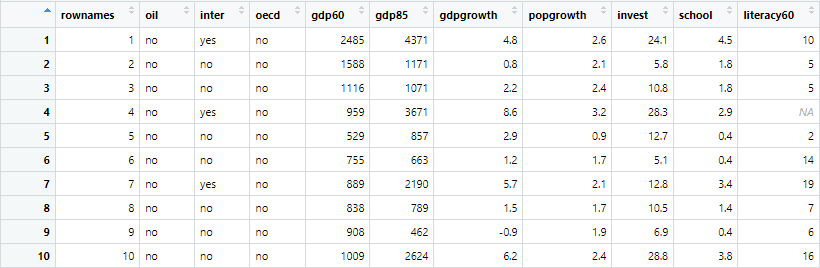 rownames oil inter oecd gdp60 gdp85 gdpgrowth popgrowth invest school literacy60
1 1 no yes no 2485 4371 4.8 2.6 24.1 4.5 10
2 2 no no no 1588 1171 0.8 2.1 5.8 1.8 5
3 3 no no no 1116 1071 2.2 2.4 10.8 1.8 5
4 4 no yes no 959 3671 8.6 3.2 28.3 2.9 NA
5 5 no no no 529 857 2.9 0.9 12.7 0.4 2
6 6 no no no 755 663 1.2 1.7 5.1 0.4 14
7 7 no yes no 889 2190 5.7 2.1 12.8 3.4 19
8 8 no no no 838 789 1.5 1.7 10.5 1.4 7
9 9 no no no 908 462 -0.9 1.9 6.9 0.4 6
10 10 no no no 1009 2624 6.2 2.4 28.8 3.8 16